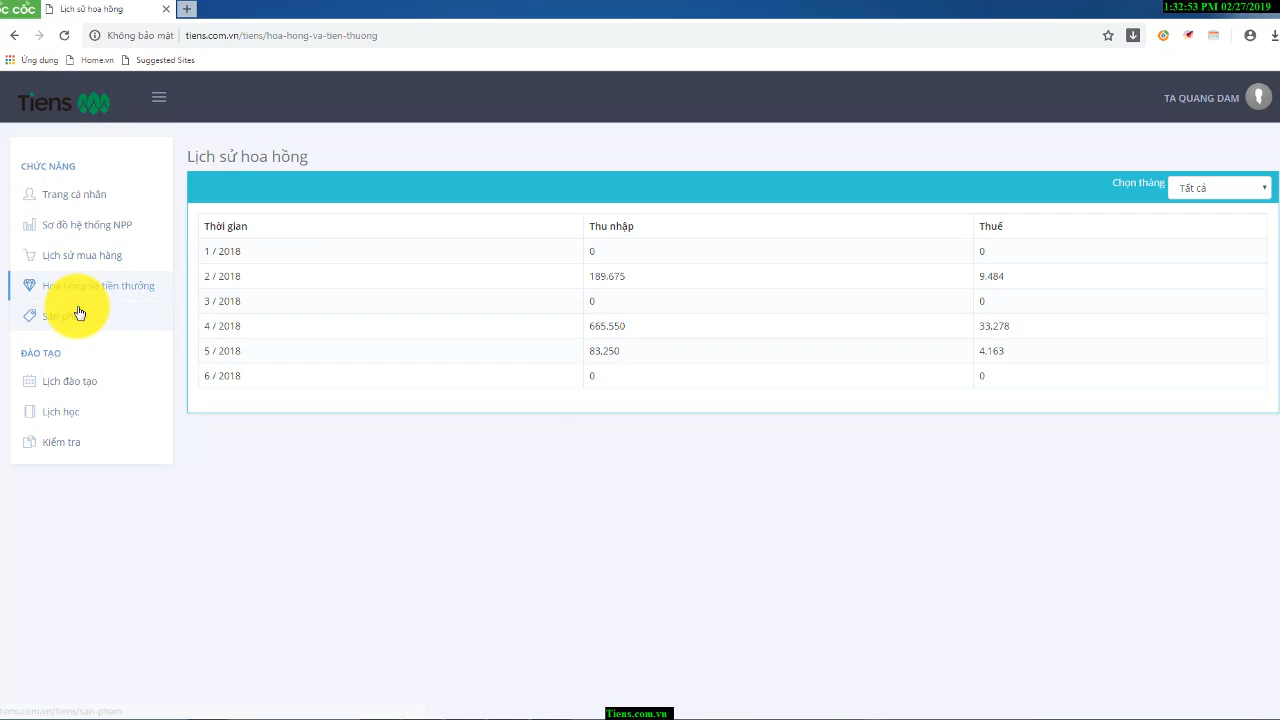 ốc cốc
Lịch sử hoa hồng
1:32:53 PM 02/27/2019
Không bảo mật
tiens.com.vn/tiens/hoa-hong-va-tien-thuong
Ứng dụng
Home.vn
Suggested Sites
Tiens
TA QUANG DAM
CHỨC NĂNG
Trang cá nhân
Sơ đồ hệ thống NPP
Lịch sử mua hàng
Hoa hồng và tiền thưởng
ĐÀO TẠO
Lịch đào tạo
Lịch học
Kiểm tra
Lịch sử hoa hồng
Chọn tháng
Tất cả
Thời gian Thu nhập Thuế
1 / 2018 0 0
2 / 2018 189,675 9,484
3 / 2018 0 0
4 / 2018 665,550 33,278
5 / 2018 83,250 4,163
6 / 2018 0 0
tiens.com.vn/tiens/san-pham
Tiens.com.vn